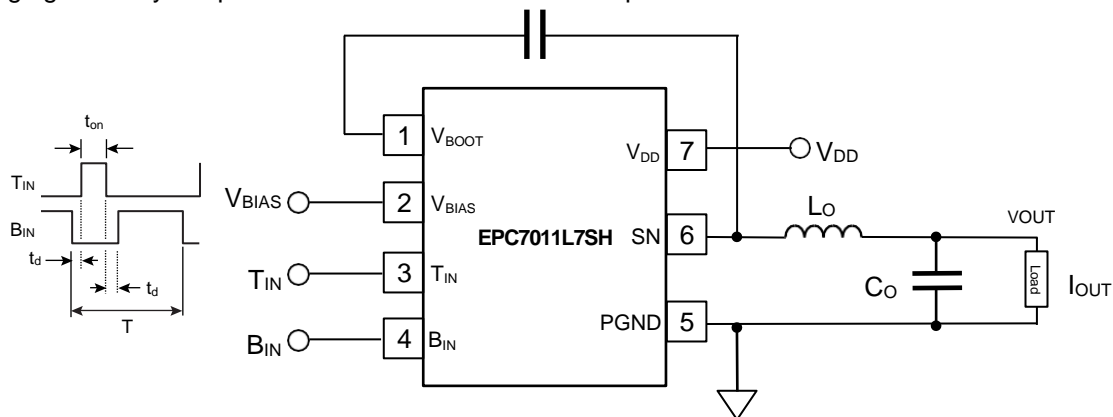 ton
TIN
BIN
td
td
T
1 VBOOT
2 VBIAS
3 TIN
4 BIN
EPC7011L7SH
VDD 7
SN 6
PGND 5
VBIAS
TIN
BIN
VDD
LO
VOUT
CO
Load
IOUT